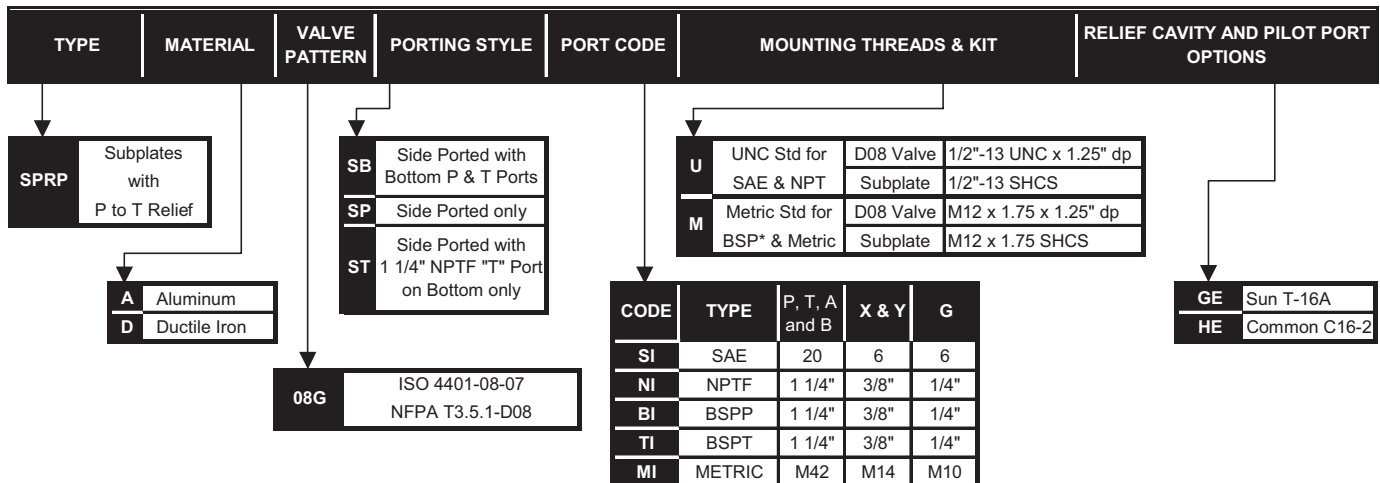 TYPE MATERIAL VALVE PATTERN PORTING STYLE PORT CODE MOUNTING THREADS & KIT RELIEF CAVITY AND PILOT PORT OPTIONS
SPRP
Subplates
with
P to T Relief
A Aluminum
D Ductile Iron
08G
ISO 4401-08-07
NFPA T3.5.1-D08
SB
Side Ported with
Bottom P & T Ports
SP Side Ported only
ST
Side Ported with
1 1/4" NPTF "T" Port
on Bottom only
CODE TYPE P, T, A and B X & Y G
SI SAE 20 6 6
NI NPTF 1 1/4" 3/8" 1/4"
BI BSPP 1 1/4" 3/8" 1/4"
TI BSPT 1 1/4" 3/8" 1/4"
MI METRIC M42 M14 M10
U
UNC Std for
SAE & NPT
D08 Valve 1/2"-13 UNC x 1.25" dp
Subplate 1/2"-13 SHCS
M
Metric Std for
BSP* & Metric
D08 Valve M12 x 1.75 x 1.25" dp
Subplate M12 x 1.75 SHCS
GE Sun T-16A
HE Common C16-2